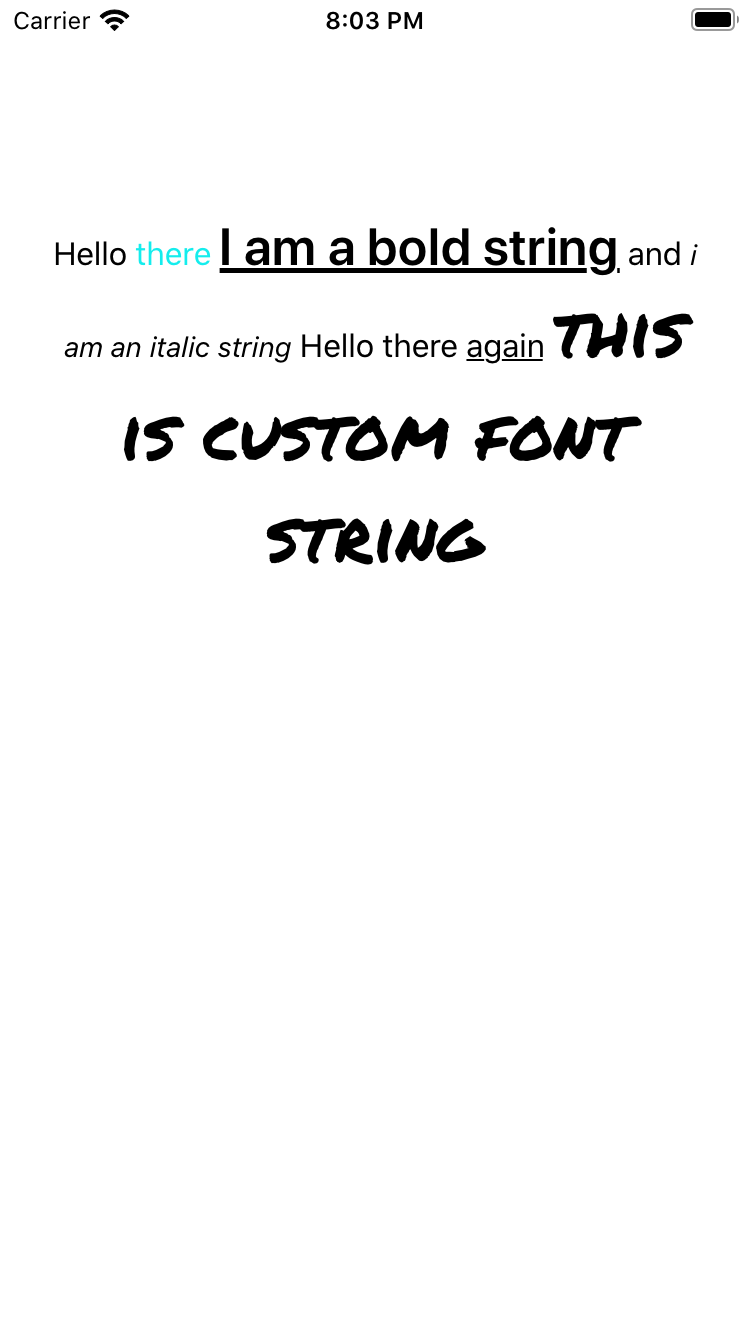 Carrier 8:03 PM
Hello there I am a bold string and i
am an italic string Hello there again THIS
IS CUSTOM FONT
STRING